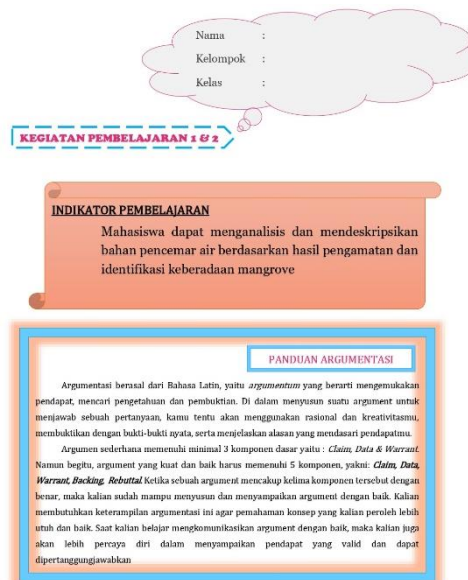 Nama :
Kelompok :
Kelas :
KEGIATAN PEMBELAJARAN 1 & 2
INDIKATOR PEMBELAJARAN
Mahasiswa dapat menganalisis dan mendeskripsikan
bahan pencemar air berdasarkan hasil pengamatan dan
identifikasi keberadaan mangrove
PANDUAN ARGUMENTASI
Argumentasi berasal dari Bahasa Latin, yaitu argumentum yang berarti mengemukakan
pendapat, mencari pengetahuan dan pembuktian. Di dalam menyusun suatu argument untuk
menjawab sebuah pertanyaan, kamu tentu akan menggunakan rasional dan kreativitasmu,
membuktikan dengan bukti-bukti nyata, serta menjelaskan alasan yang mendasari pendapatmu.
Argumen sederhana memenuhi minimal 3 komponen dasar yaitu : Claim, Data & Warrant.
Namun begitu, argument yang kuat dan baik harus memenuhi 5 komponen, yakni: Claim, Data,
Warrant, Backing, Rebuttal. Ketika sebuah argument mencakup kelima komponen tersebut dengan
benar, maka kalian sudah mampu menyusun dan menyampaikan argument dengan baik. Kalian
membutuhkan keterampilan argumentasi ini agar pemahaman konsep yang kalian peroleh lebih
utuh dan baik. Saat kalian belajar mengkomunikasikan argument dengan baik, maka kalian juga
akan lebih percaya diri dalam menyampaikan pendapat yang valid dan dapat
dipertanggungjawabkan